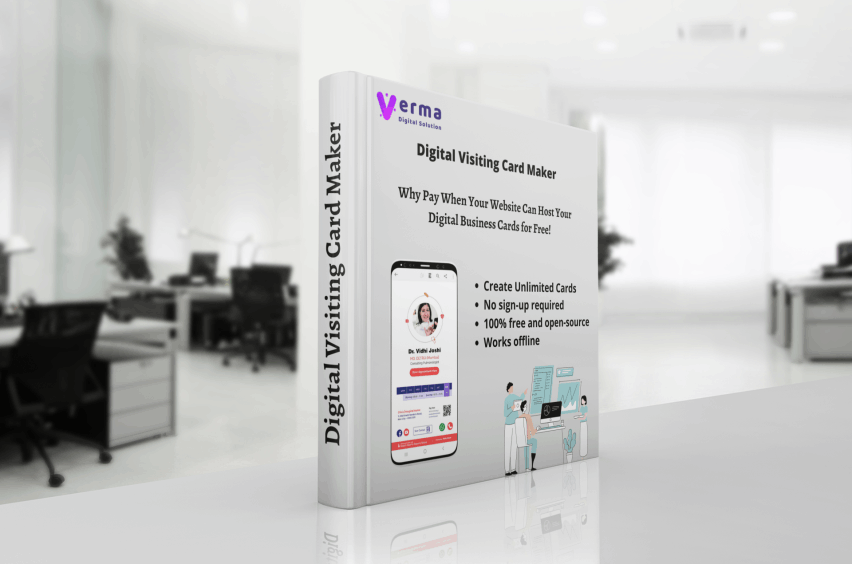 Digital Visiting Card Maker
Verma
Digital Solution
Digital Visiting Card Maker
Why Pay When Your Website Can Host Your
Digital Business Cards for Free!
• Create Unlimited Cards
• No sign-up required
• 100% free and open-source
• Works offline
Dr. Vidhi Joshi